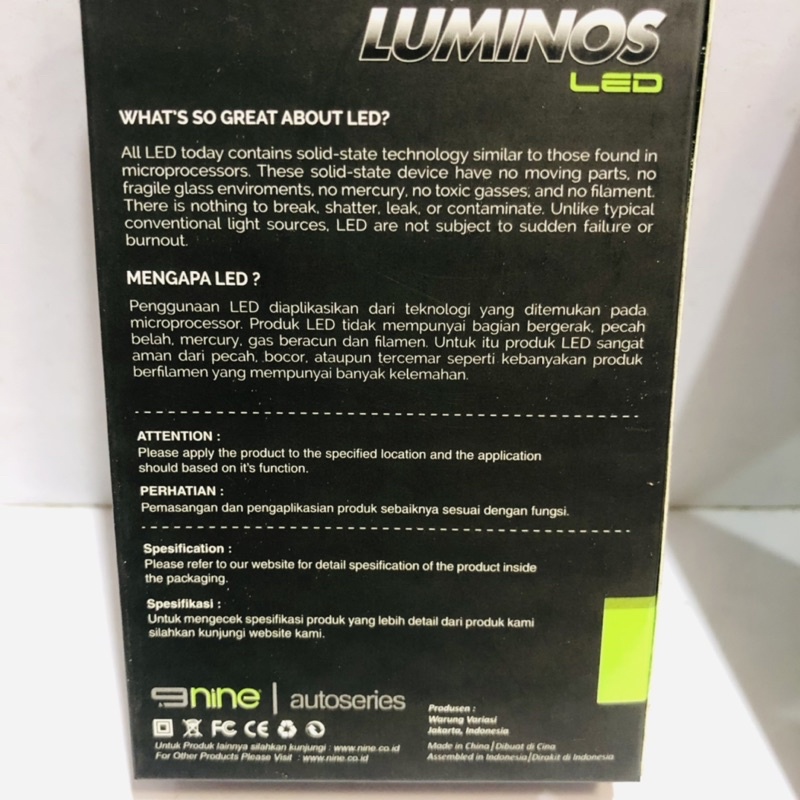 LUMINOS
LED
WHAT'S SO GREAT ABOUT LED?
All LED today contains solid-state technology similar to those found in
microprocessors. These solid-state device have no moving parts, no
fragile glass enviroments, no mercury, no toxic gasses, and no filament.
There is nothing to break, shatter, leak, or contaminate. Unlike typical
conventional light sources, LED are not subject to sudden failure or
burnout.
MENGAPA LED ?
Penggunaan LED diaplikasikan dari teknologi yang ditemukan pada
microprocessor. Produk LED tidak mempunyai bagian bergerak, pecah
belah, mercury, gas beracun dan filamen. Untuk itu produk LED sangat
aman dari pecah, bocor, ataupun tercemar seperti kebanyakan produk
berfilamen yang mempunyai banyak kelemahan.
ATTENTION :
Please apply the product to the specified location and the application
should based on it's function.
PERHATIAN :
Pemasangan dan pengaplikasian produk sebaiknya sesuai dengan fungsi.
Spesification :
Please refer to our website for detail spesification of the product inside
the packaging.
Spesifikasi :
Untuk mengecek spesifikasi produk yang lebih detail dari produk kami
silahkan kunjungi website kami.
9nine | autoseries
FC CE
Untuk Produk lainnya silahkan kunjungi : www.nine.co.id
For Other Products Please Visit : www.nine.co.id
Produsen :
Warung Variasi
Jakarta, Indonesia
Made in China/Dibuat di Cina
Assembled in Indonesia/Dirakit di Indonesia